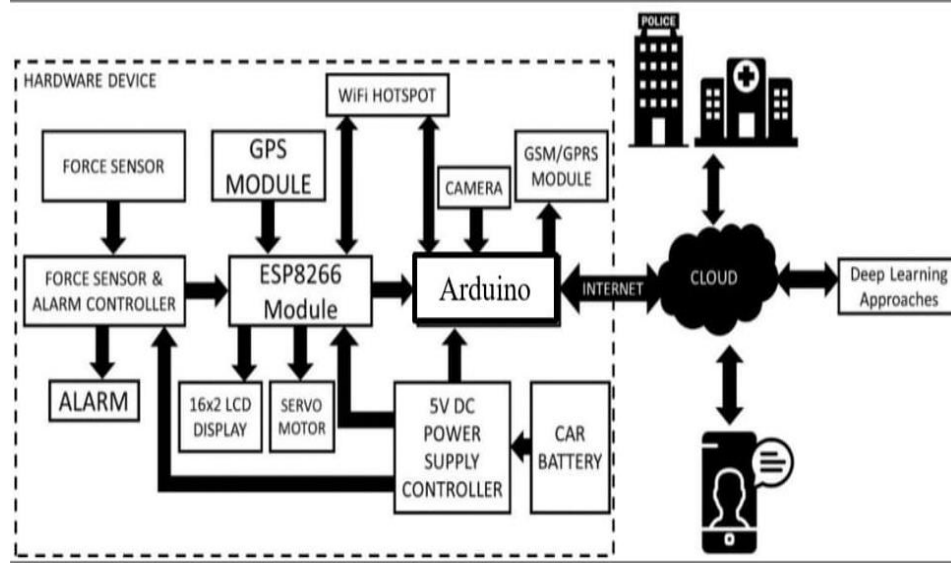 POLICE
HARDWARE DEVICE
WiFi HOTSPOT
FORCE SENSOR
GPS
MODULE
CAMERA
GSM/GPRS
MODULE
FORCE SENSOR &
ALARM CONTROLLER
ESP8266
Module
Arduino
INTERNET
CLOUD
Deep Learning
Approaches
ALARM
16x2 LCD
DISPLAY
SERVO
MOTOR
5V DC
POWER
SUPPLY
CONTROLLER
CAR
BATTERY